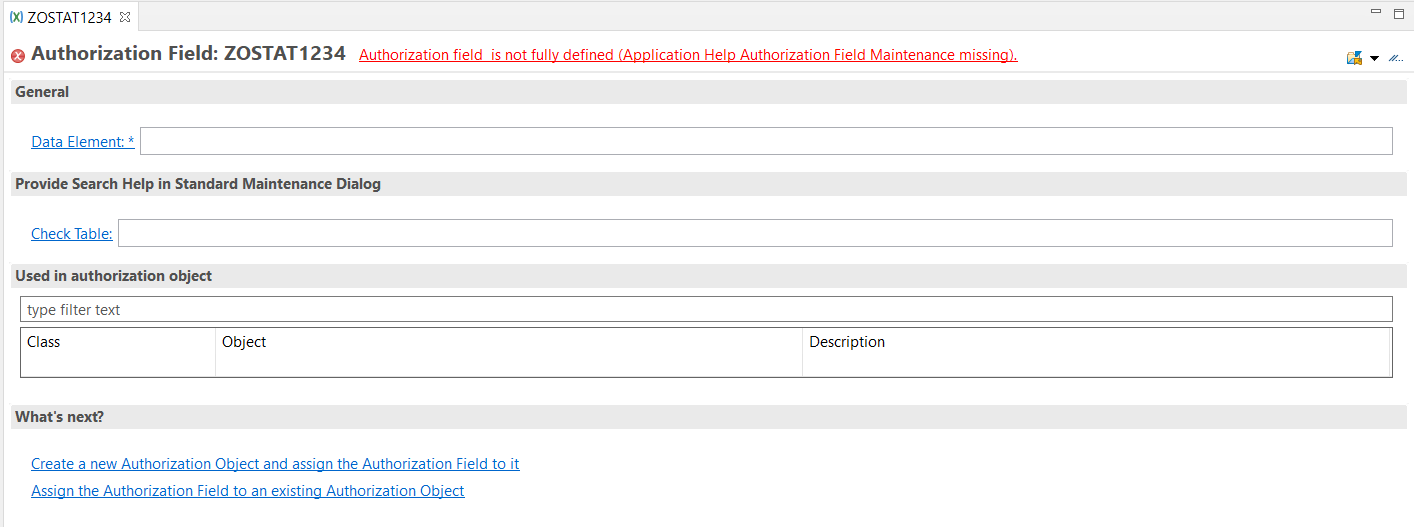 (X) ZOSTAT1234
Authorization Field: ZOSTAT1234 Authorization field is not fully defined (Application Help Authorization Field Maintenance missing).
General
Data Element: *
Provide Search Help in Standard Maintenance Dialog
Check Table:
Used in authorization object
type filter text
Class Object Description
What's next?
Create a new Authorization Object and assign the Authorization Field to it
Assign the Authorization Field to an existing Authorization Object